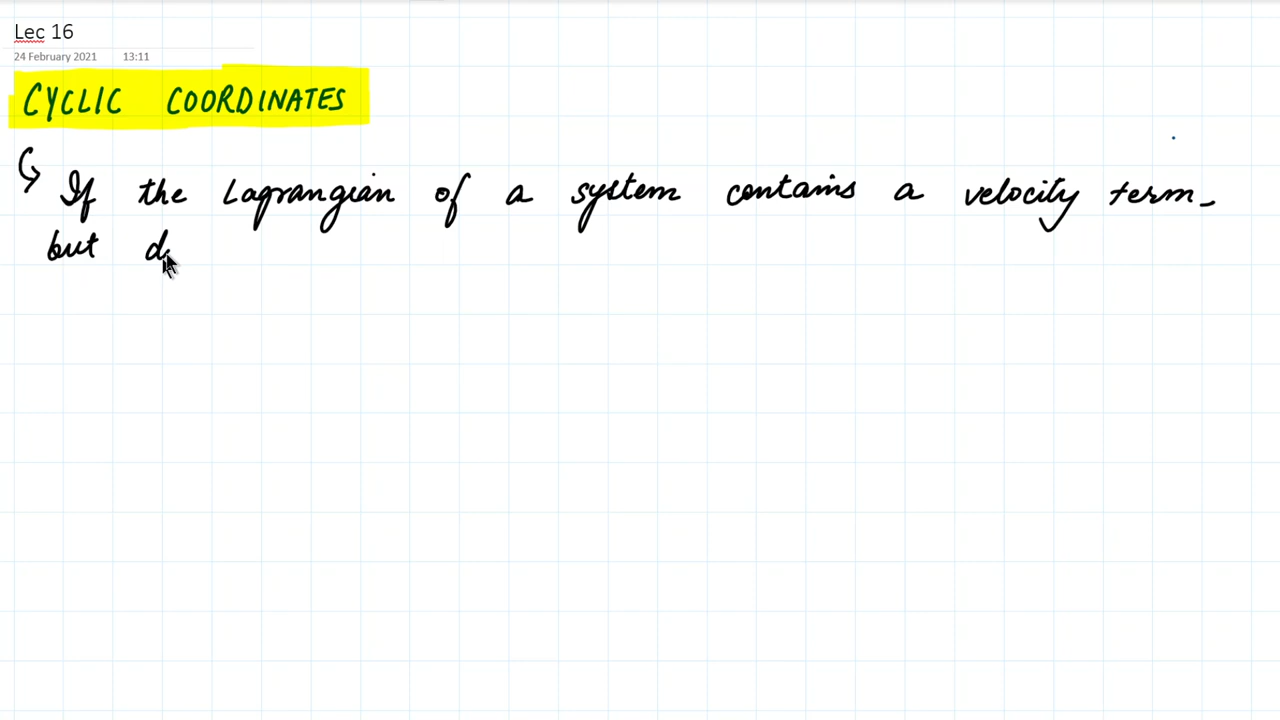 Lec 16
24 February 2021 13:11
CYCLIC COORDINATES
If the Lagrangian of a system contains a velocity term
but d